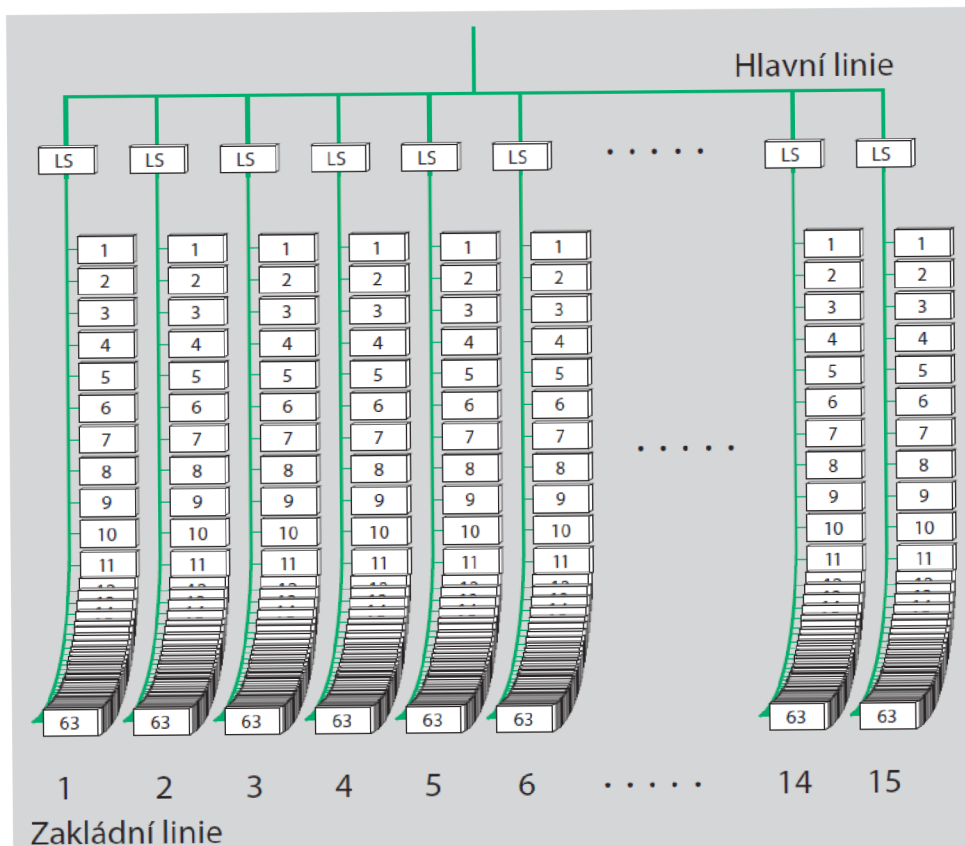 Hlavní linie
LS LS LS LS LS LS . . . . . LS LS
1 1 1 1 1 1 1 1
2 2 2 2 2 2 2 2
3 3 3 3 3 3 3 3
4 4 4 4 4 4 4 4
5 5 5 5 5 5 5 5
6 6 6 6 6 6 6 6
7 7 7 7 7 7 7 7
8 8 8 8 8 8 8 8
9 9 9 9 9 9 9 9
10 10 10 10 10 10 10 10
11 11 11 11 11 11 11 11
63 63 63 63 63 63 63 63
1 2 3 4 5 6 . . . . . 14 15
Zakládní linie